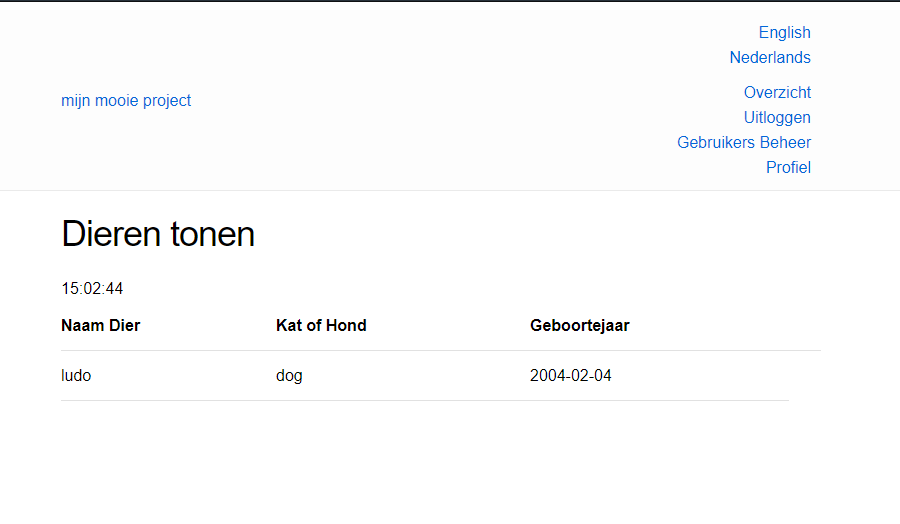 English
Nederlands
mijn mooie project
Overzicht
Uitloggen
Gebruikers Beheer
Profiel
Dieren tonen
15:02:44
Naam Dier Kat of Hond Geboortejaar
ludo dog 2004-02-04